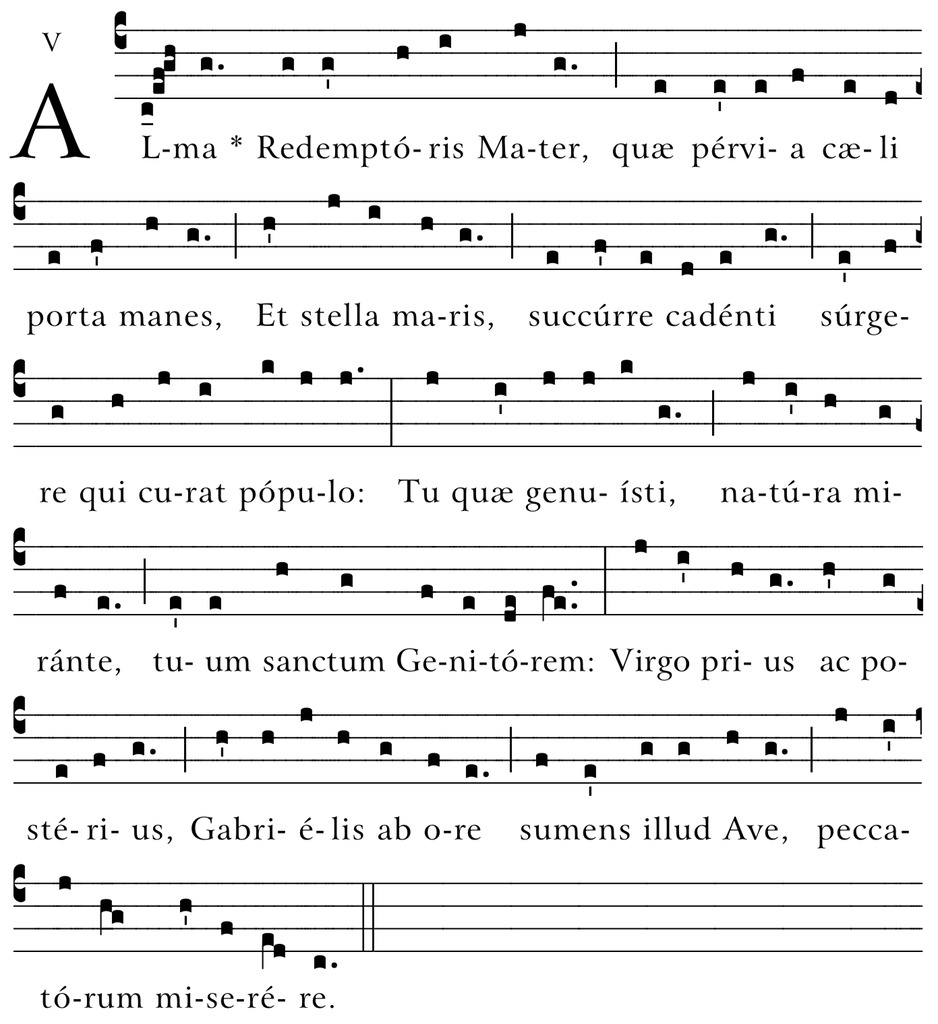 V
AL-ma * Redemptó-ris Ma-ter, quæ pérvi- a cæ-li
porta manes, Et stella ma-ris, succúrre cadénti súrge-
re qui cu-rat pópu-lo: Tu quæ genu- ísti, na-tú-ra mi-
ránte, tu- um sanctum Ge-ni-tó-rem: Virgo pri- us ac po-
sté-ri- us, Gabri- é-lis ab o-re sumens illud Ave, pecca-
tó-rum mi-se-ré- re.